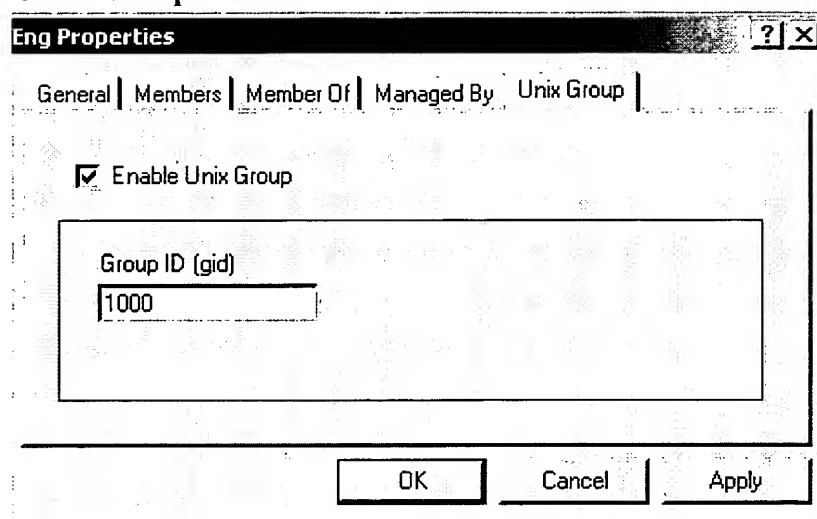 Eng Properties
? ×
General Members Member Of Managed By Unix Group
Enable Unix Group
Group ID (gid)
1000
OK Cancel Apply